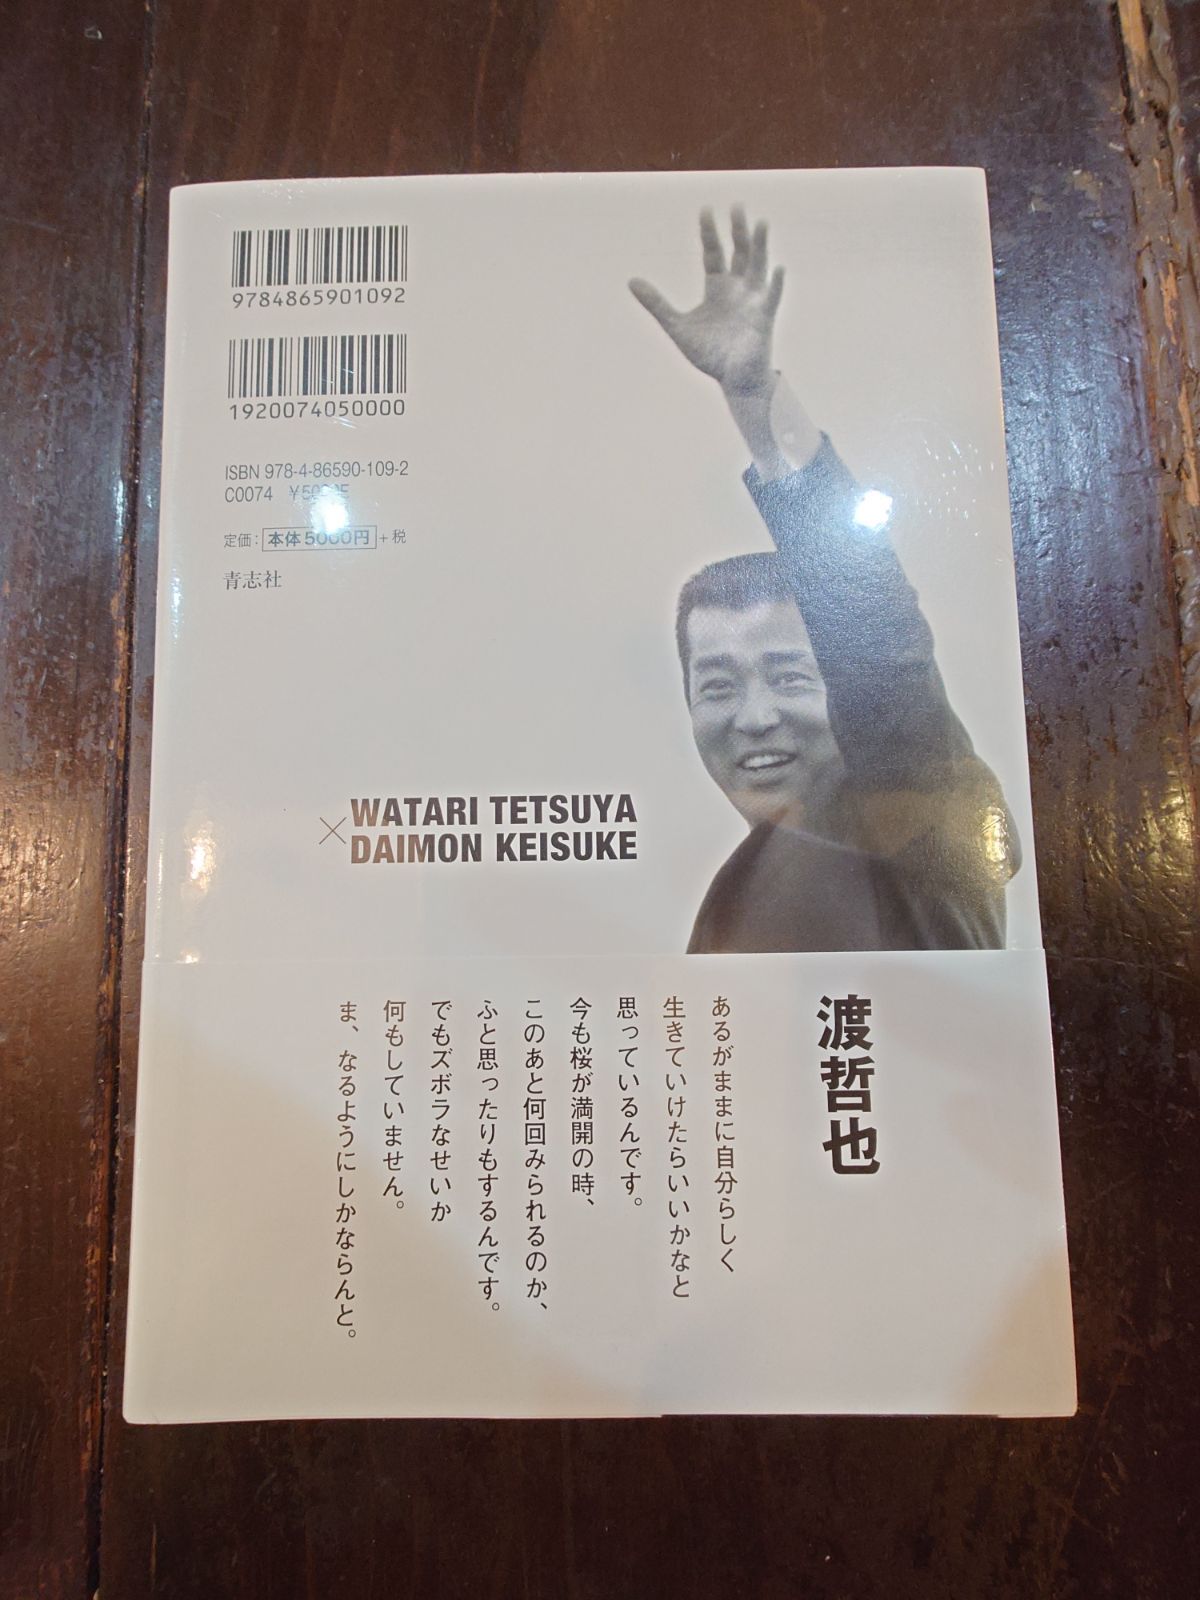 9784865901092
1920074050000
ISBN 978-4-86590-109-2
C0074
定価： 本体5000円 ＋税
青志社
×WATARI TETSUYA
DAIMON KEISUKE
渡哲也
あるがままに自分らしく
生きていけたらいいかなと
思っているんです。
今も桜が満開の時、
このあと何回みられるのか、
ふと思ったりもするんです。
でもズボラなせいか
何もしていません。
ま、なるようにしかならんと。